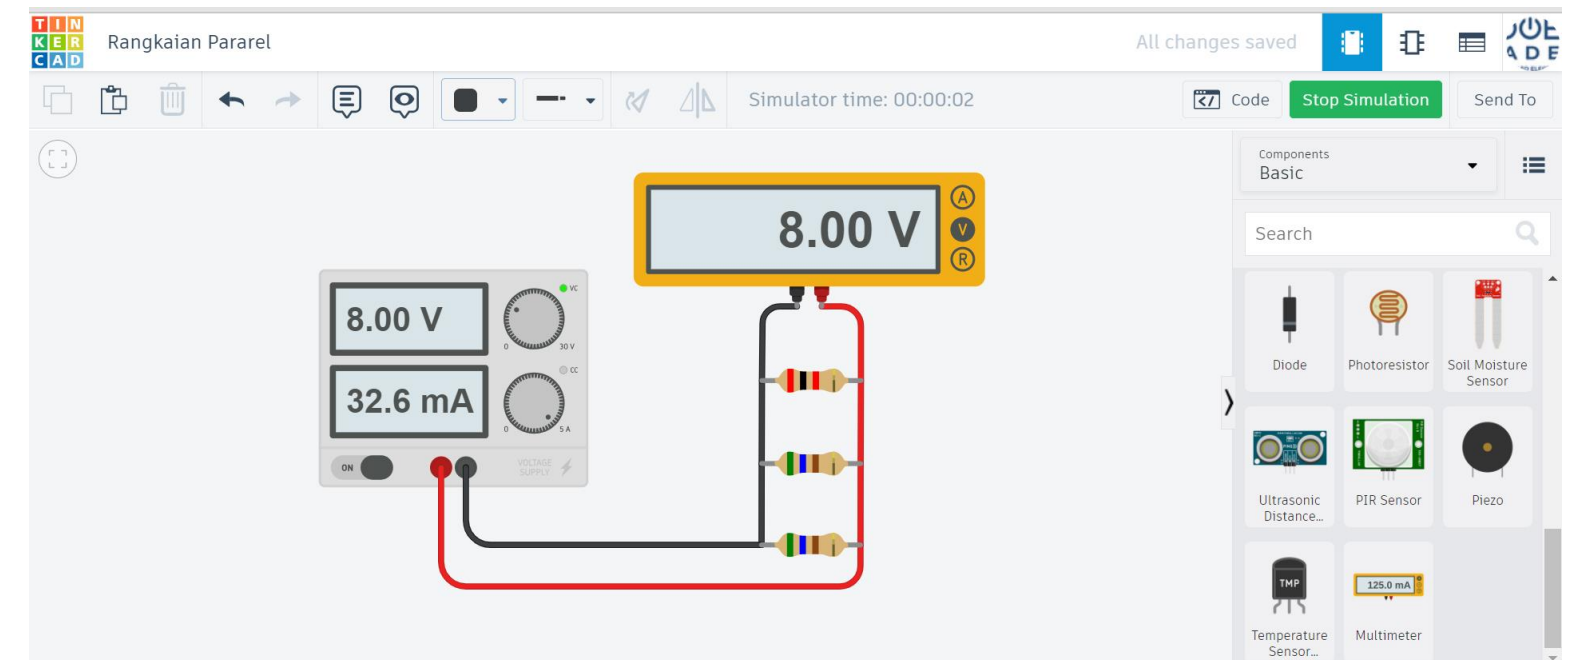 TIN
KER
CAD
Rangkaian Pararel
All changes saved
Simulator time: 00:00:02
Code
Stop Simulation
Send To
Components
Basic
Search
8.00 V
A
V
R
8.00 V
VC
0
30 V
32.6 mA
CC
0
5 A
ON
VOLTAGE
SUPPLY
Diode
Photoresistor
Soil Moisture
Sensor
Ultrasonic
Distance...
PIR Sensor
Piezo
TMP
Temperature
Sensor...
125.0 mA
Multimeter